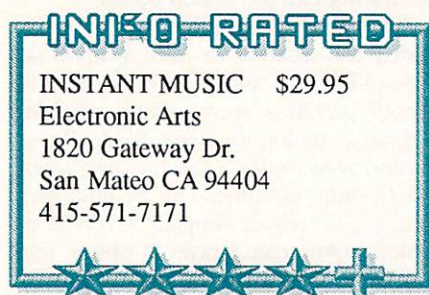 INFO RATED
INSTANT MUSIC $29.95
Electronic Arts
1820 Gateway Dr.
San Mateo CA 94404
415-571-7171